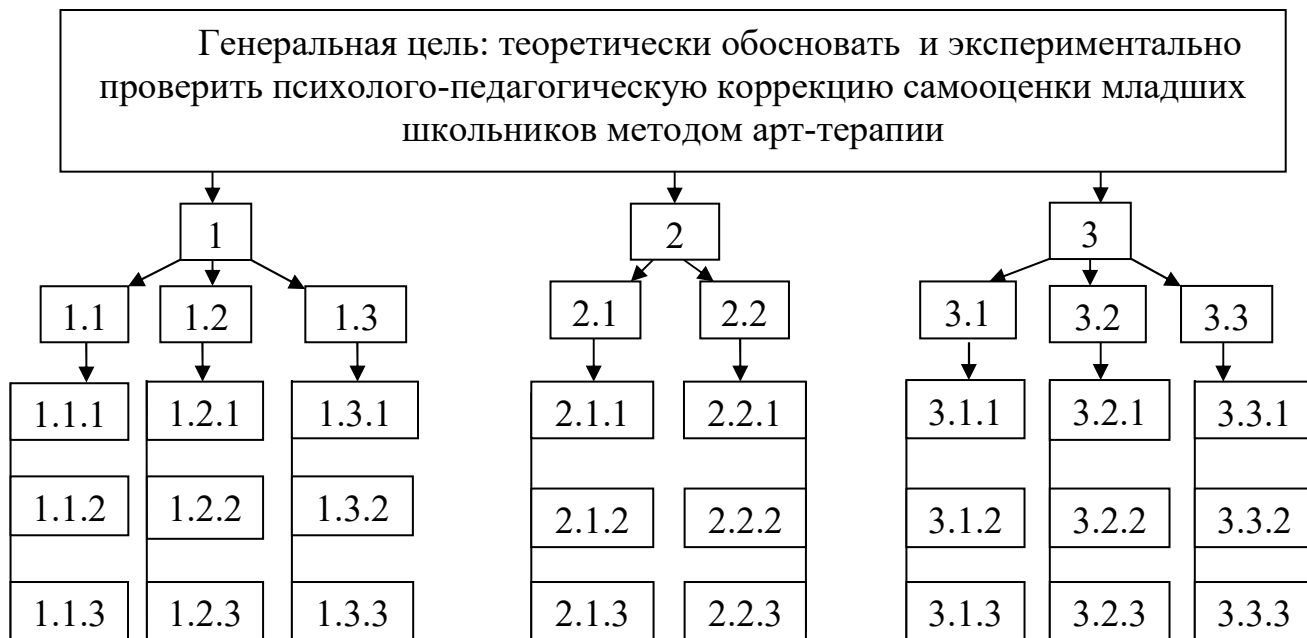 Генеральная цель: теоретически обосновать и экспериментально
проверить психолого-педагогическую коррекцию самооценки младших
школьников методом арт-терапии
1 2 3
1.1 1.2 1.3 2.1 2.2 3.1 3.2 3.3
1.1.1 1.2.1 1.3.1 2.1.1 2.2.1 3.1.1 3.2.1 3.3.1
1.1.2 1.2.2 1.3.2 2.1.2 2.2.2 3.1.2 3.2.2 3.3.2
1.1.3 1.2.3 1.3.3 2.1.3 2.2.3 3.1.3 3.2.3 3.3.3